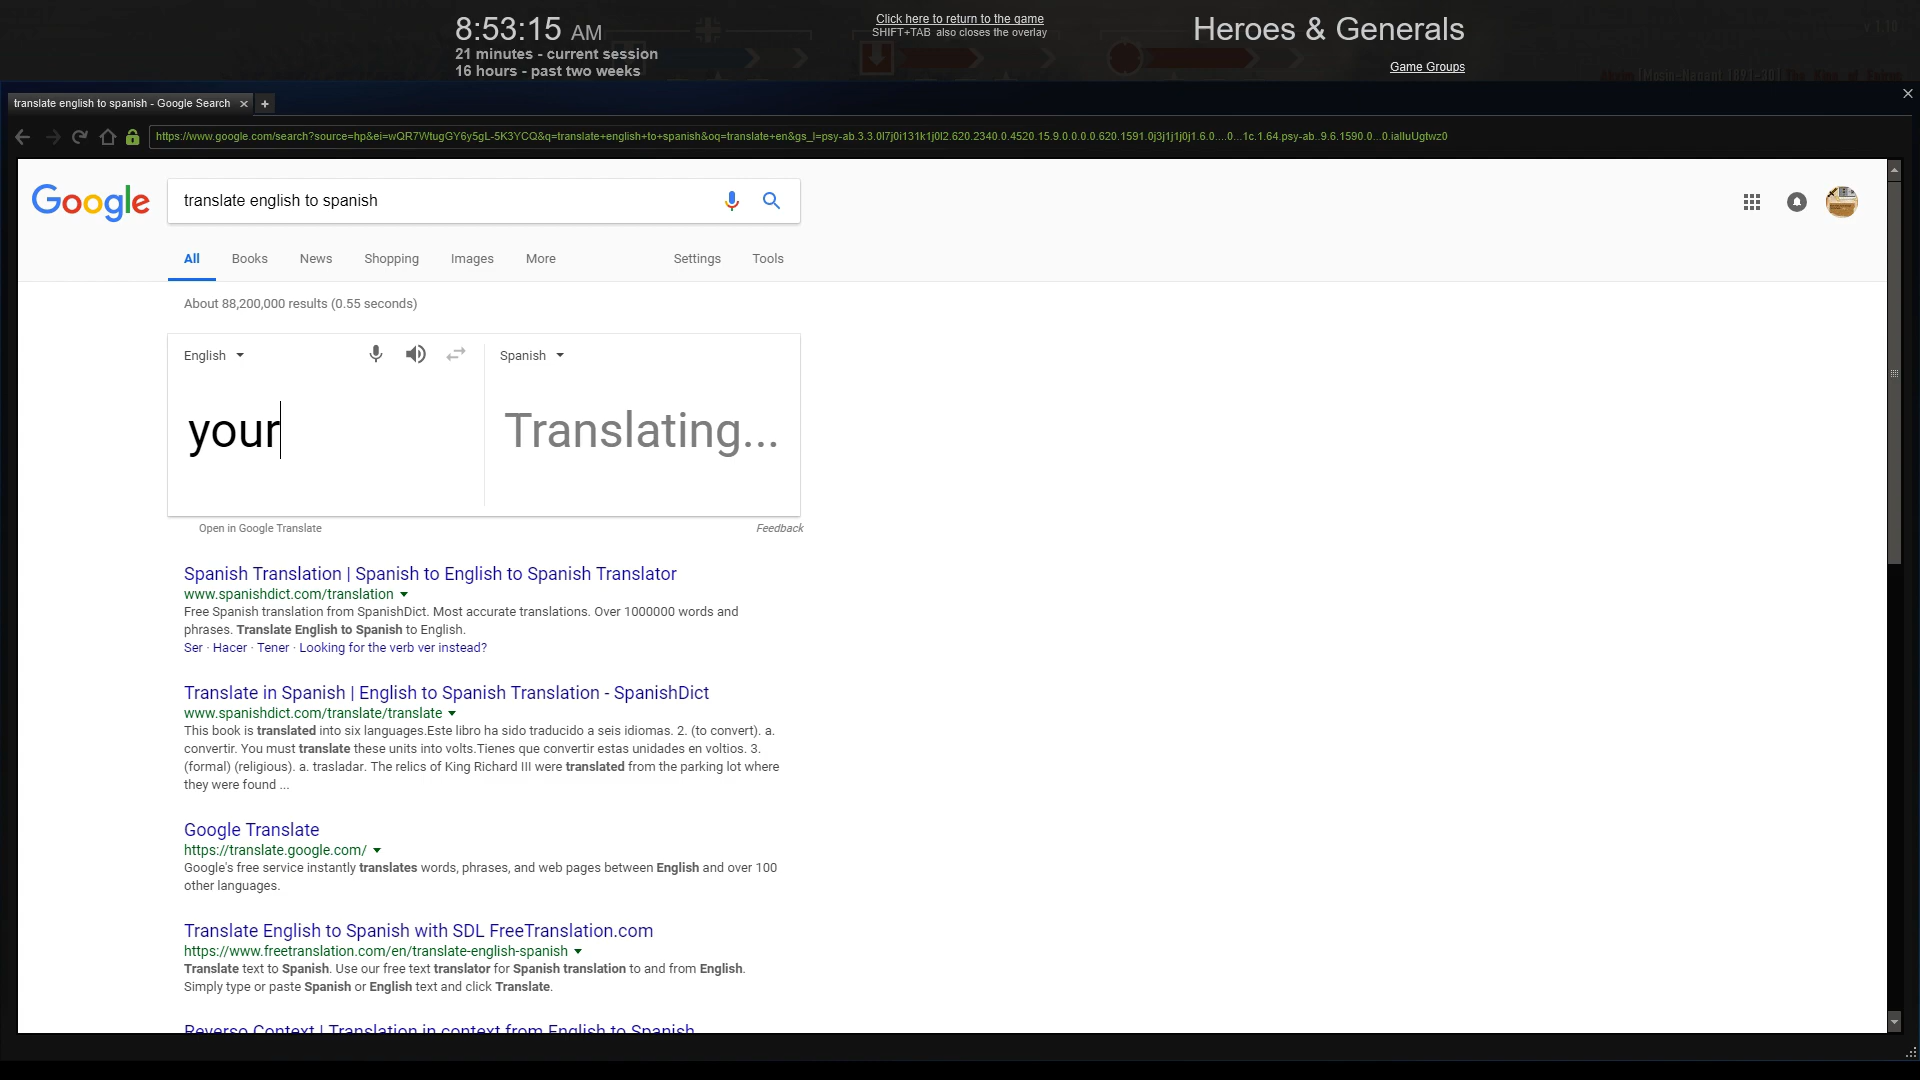 8:53:15 AM
21 minutes - current session
16 hours - past two weeks
Click here to return to the game
SHIFT+TAB also closes the overlay
Heroes & Generals
Game Groups
translate english to spanish - Google Search
Google
translate english to spanish
All Books News Shopping Images More Settings Tools
About 88,200,000 results (0.55 seconds)
English Spanish
your Translating...
Open in Google Translate Feedback
Spanish Translation | Spanish to English to Spanish Translator
www.spanishdict.com/translation
Free Spanish translation from SpanishDict. Most accurate translations. Over 1000000 words and
phrases. Translate English to Spanish to English.
Ser · Hacer · Tener · Looking for the verb ver instead?
Translate in Spanish | English to Spanish Translation - SpanishDict
www.spanishdict.com/translate/translate
This book is translated into six languages.Este libro ha sido traducido a seis idiomas. 2. (to convert). a.
convertir. You must translate these units into volts.Tienes que convertir estas unidades en voltios. 3.
(formal) (religious). a. trasladar. The relics of King Richard III were translated from the parking lot where
they were found ...
Google Translate
https://translate.google.com/
Google's free service instantly translates words, phrases, and web pages between English and over 100
other languages.
Translate English to Spanish with SDL FreeTranslation.com
https://www.freetranslation.com/en/translate-english-spanish
Translate text to Spanish. Use our free text translator for Spanish translation to and from English.
Simply type or paste Spanish or English text and click Translate.
Reverso Context | Translation in context from English to Spanish